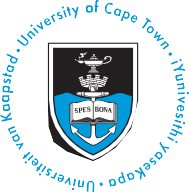 University of Cape Town · iYunivesithi yaseKapa · Universiteit van Kaapstad ·
SPES BONA